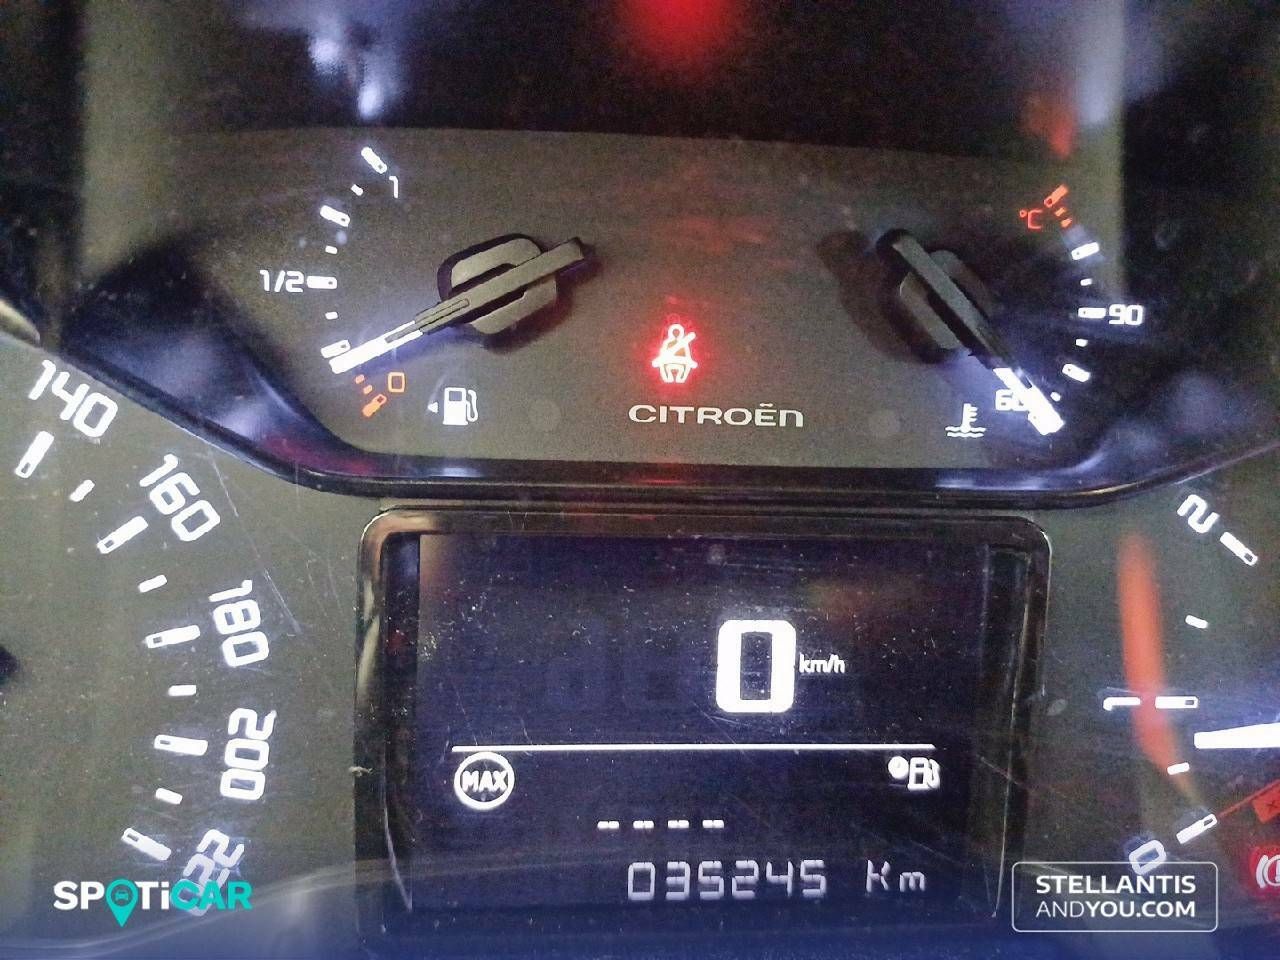 1
1/2
0
°C
90
60
CITROËN
140
160
180
200
220
2
1
0
0 km/h
MAX
----
035245 Km
SPOTiCAR
STELLANTIS
ANDYOU.COM